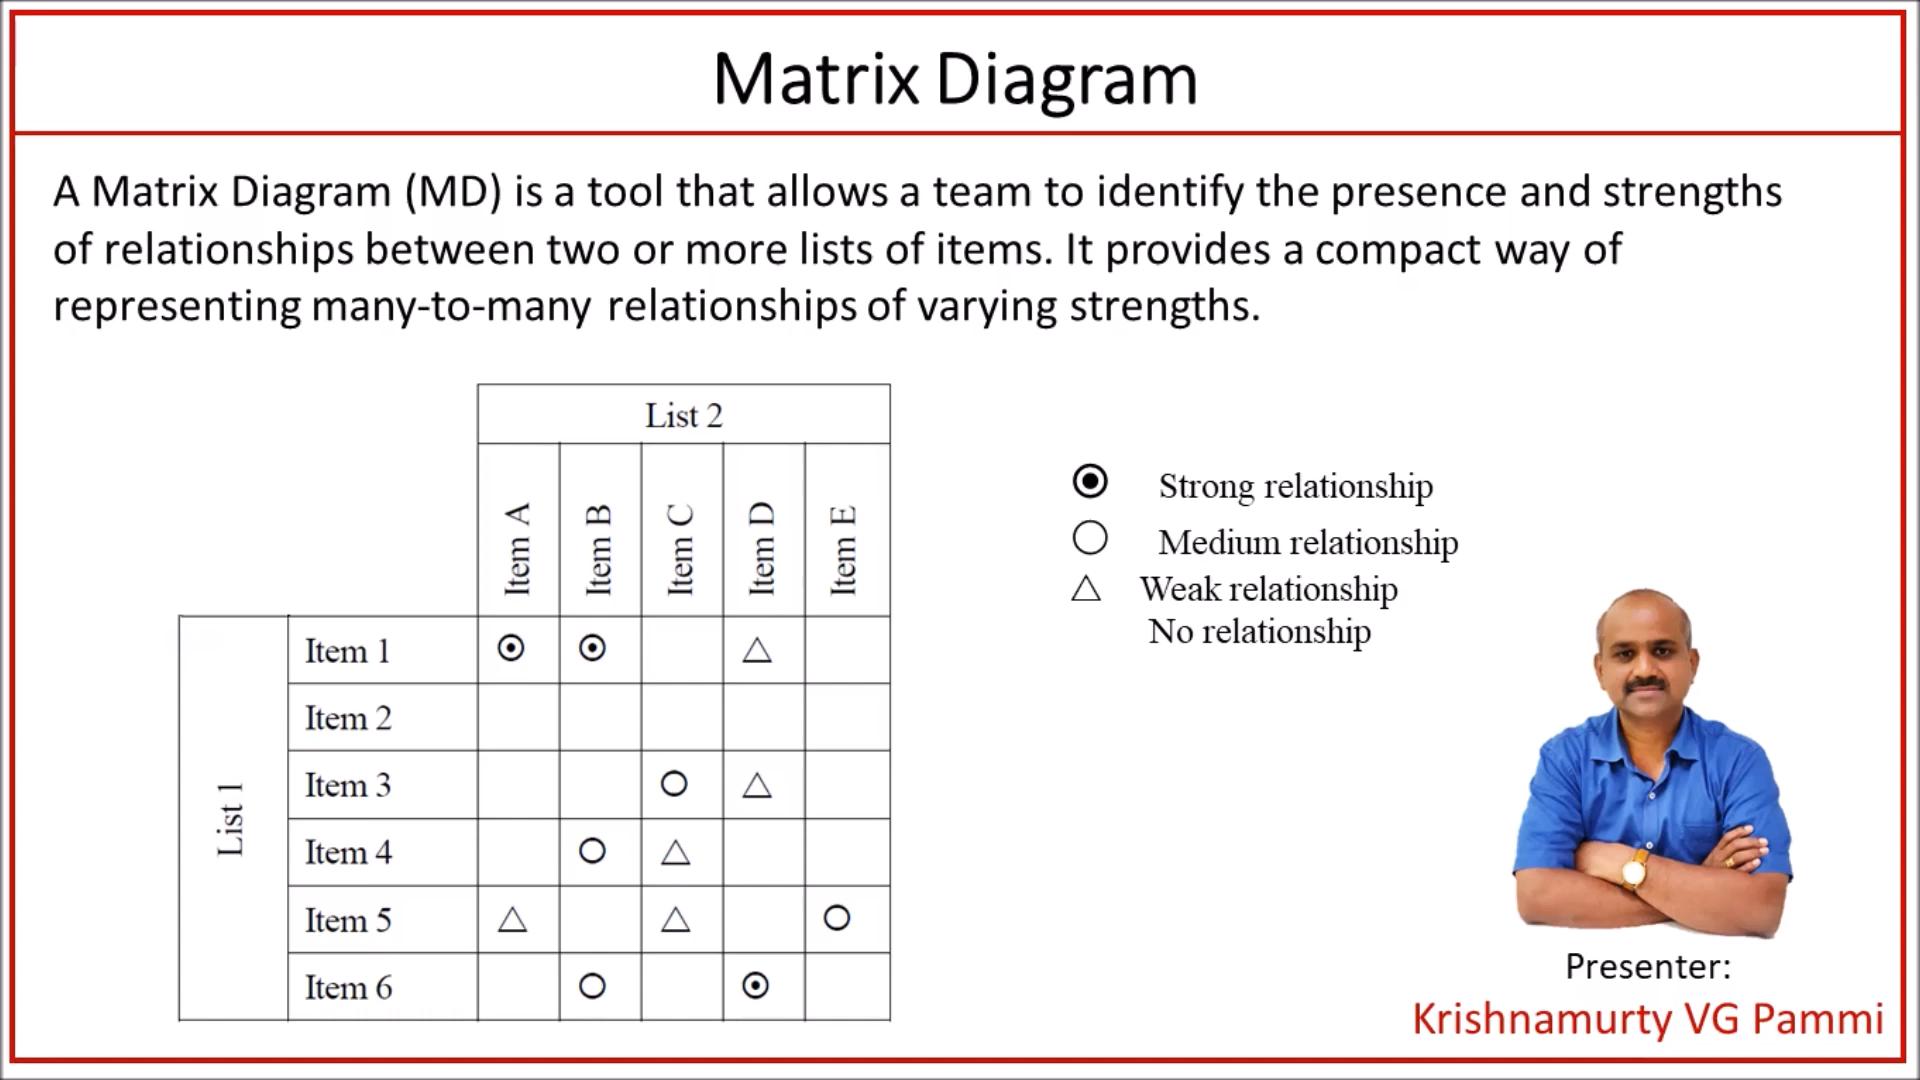 Matrix Diagram
A Matrix Diagram (MD) is a tool that allows a team to identify the presence and strengths
of relationships between two or more lists of items. It provides a compact way of
representing many-to-many relationships of varying strengths.
List 2
Item A
Item B
Item C
Item D
Item E
List 1
Item 1
Item 2
Item 3
Item 4
Item 5
Item 6
Strong relationship
Medium relationship
Weak relationship
No relationship
Presenter:
Krishnamurty VG Pammi